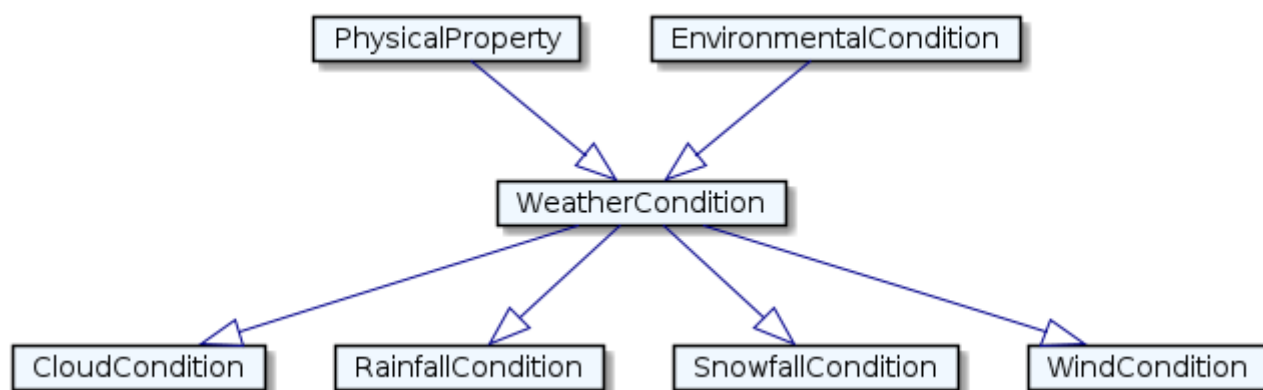 PhysicalProperty
EnvironmentalCondition
WeatherCondition
CloudCondition
RainfallCondition
SnowfallCondition
WindCondition